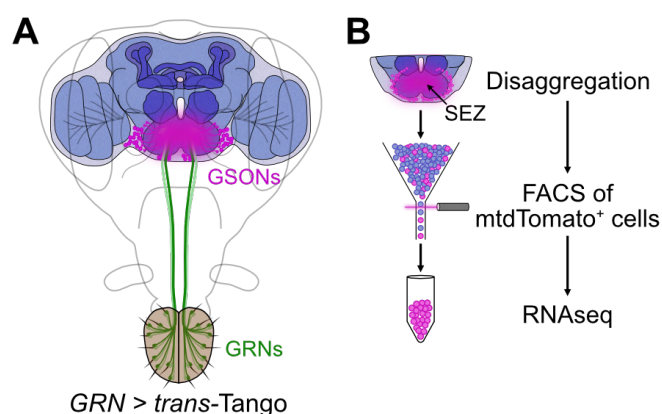 A
GSONs
GRNs
GRN > trans-Tango
B
SEZ
Disaggregation
FACS of
mtdTomato⁺ cells
RNAseq